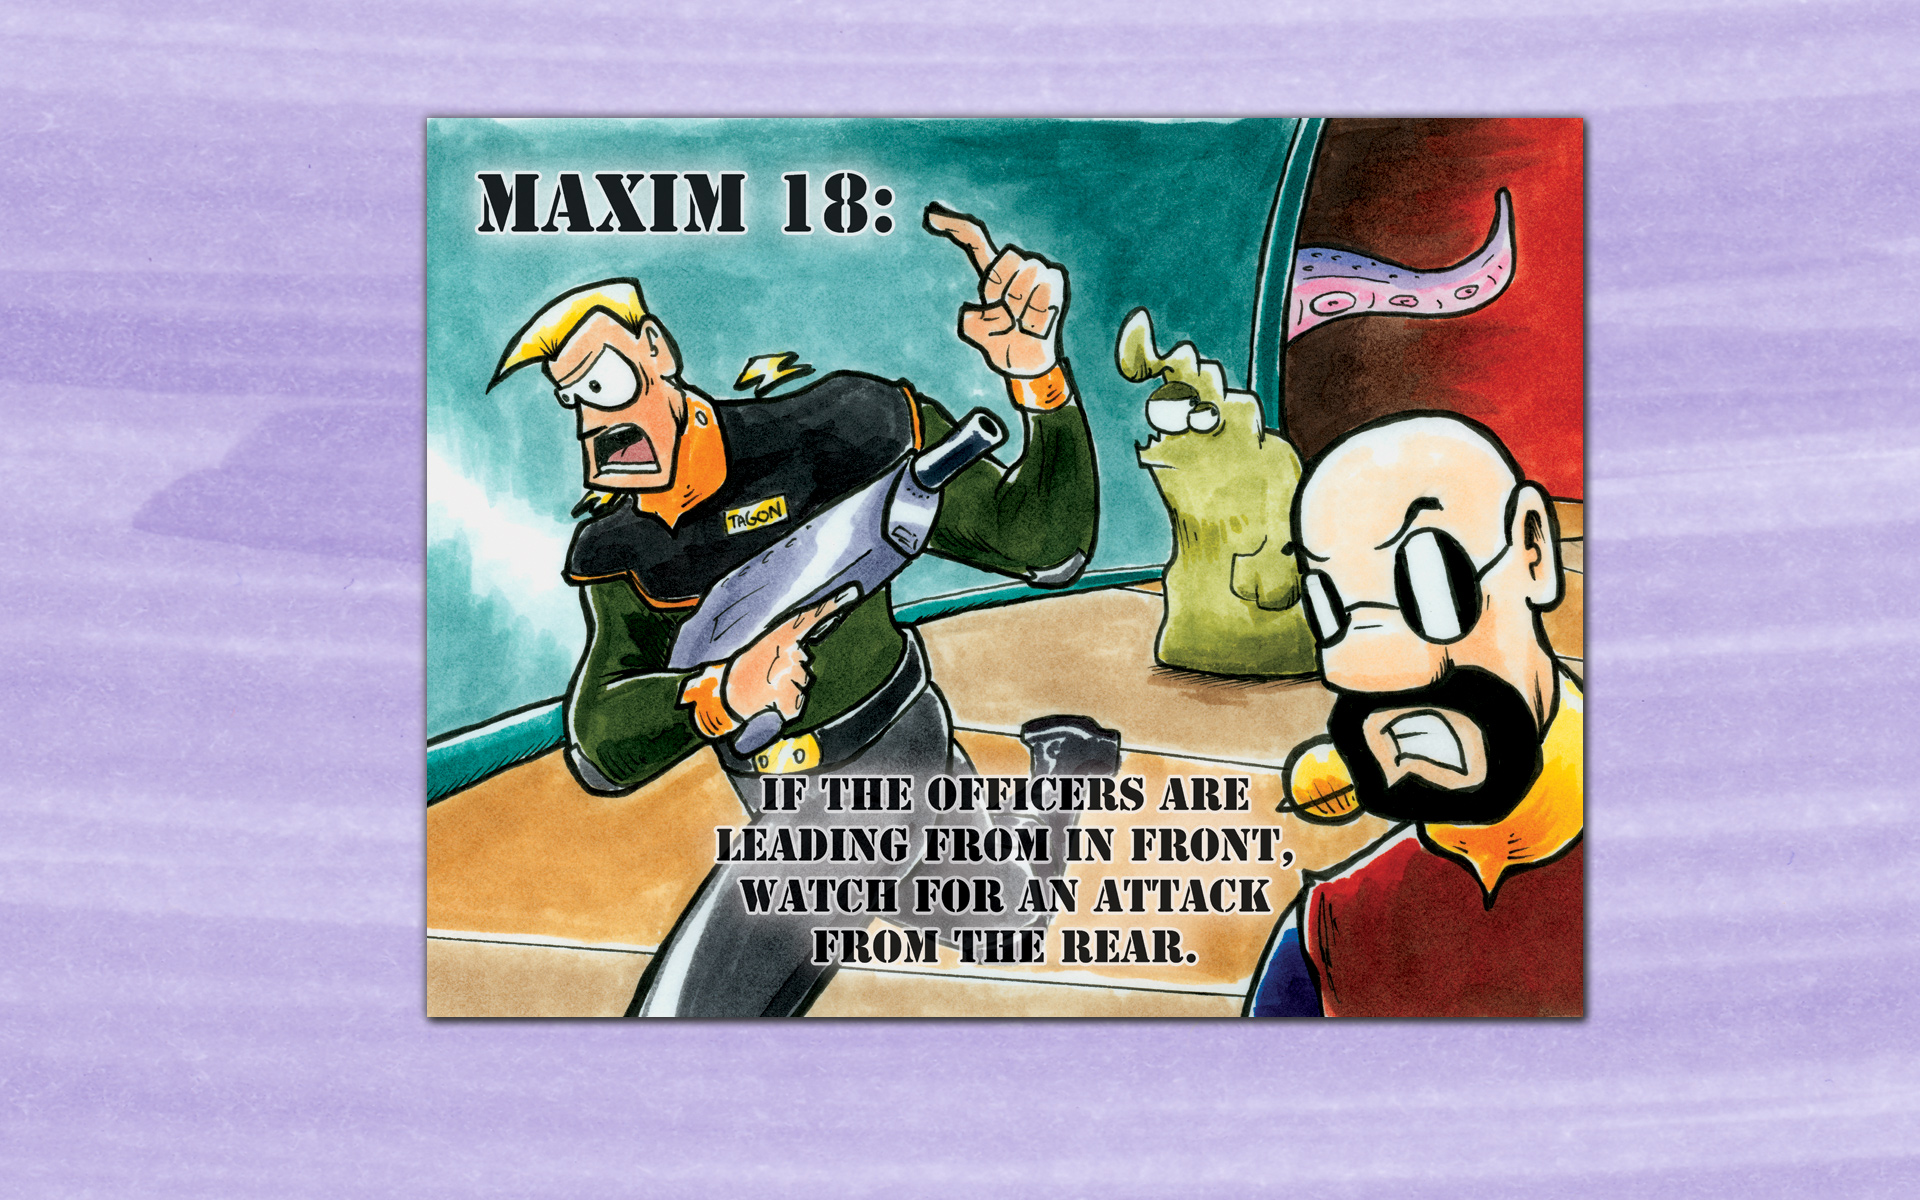 MAXIM 18:
TAGON
IF THE OFFICERS ARE
LEADING FROM IN FRONT,
WATCH FOR AN ATTACK
FROM THE REAR.